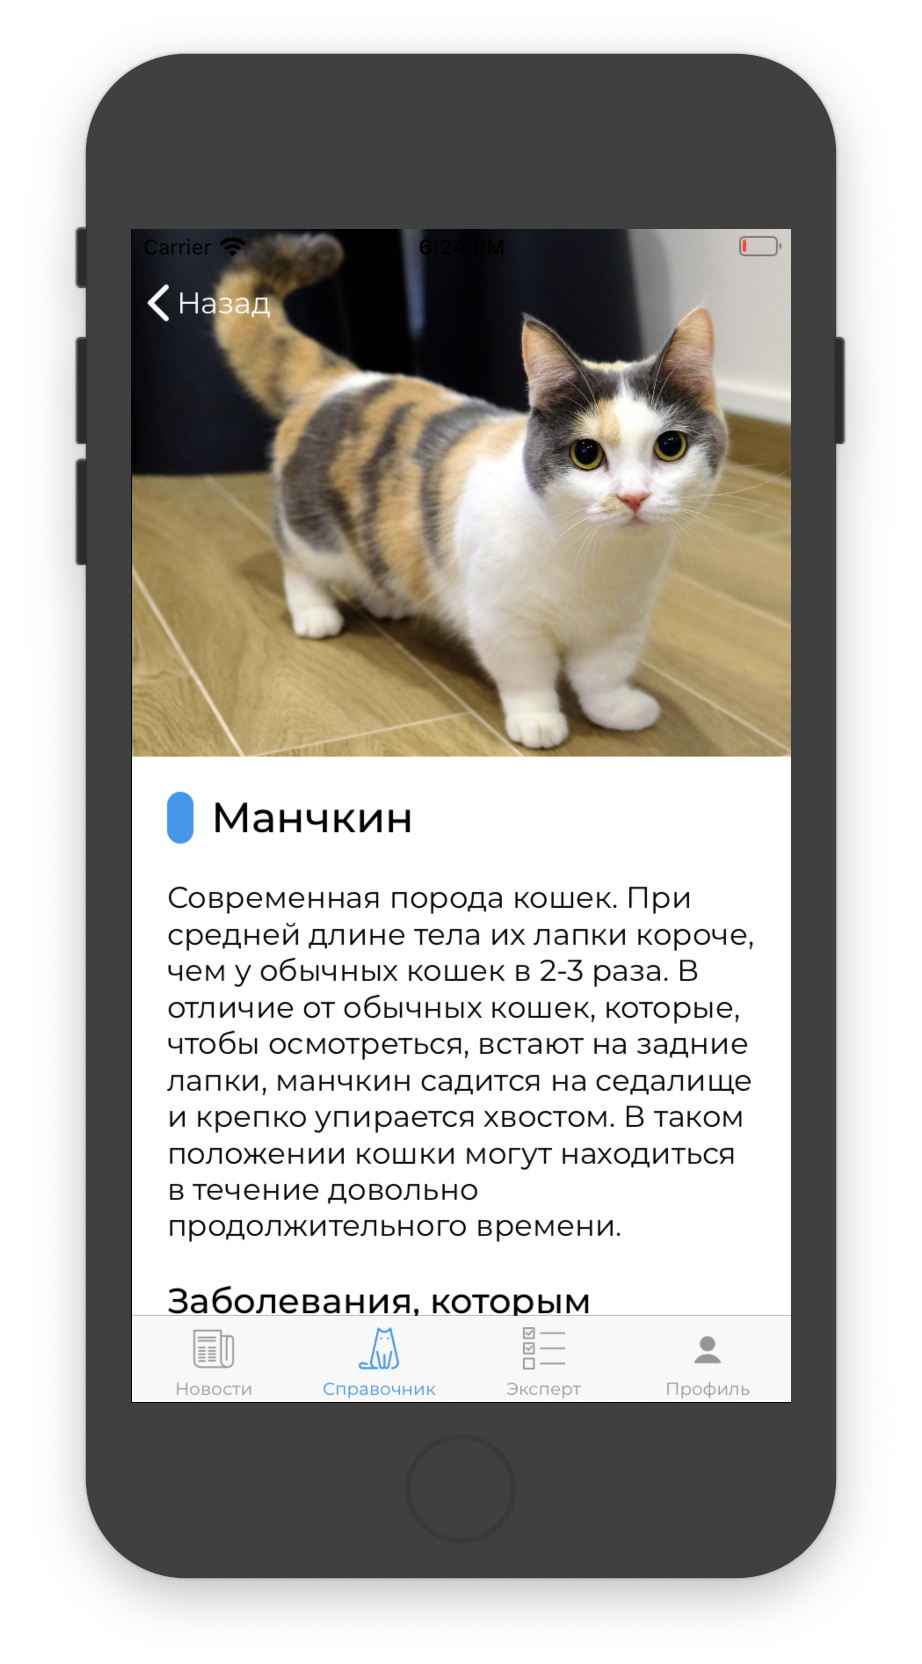 Carrier 6:24 PM
Назад
Манчкин
Современная порода кошек. При
средней длине тела их лапки короче,
чем у обычных кошек в 2-3 раза. В
отличие от обычных кошек, которые,
чтобы осмотреться, встают на задние
лапки, манчкин садится на седалище
и крепко упирается хвостом. В таком
положении кошки могут находиться
в течение довольно
продолжительного времени.
Заболевания, которым
Новости Справочник Эксперт Профиль